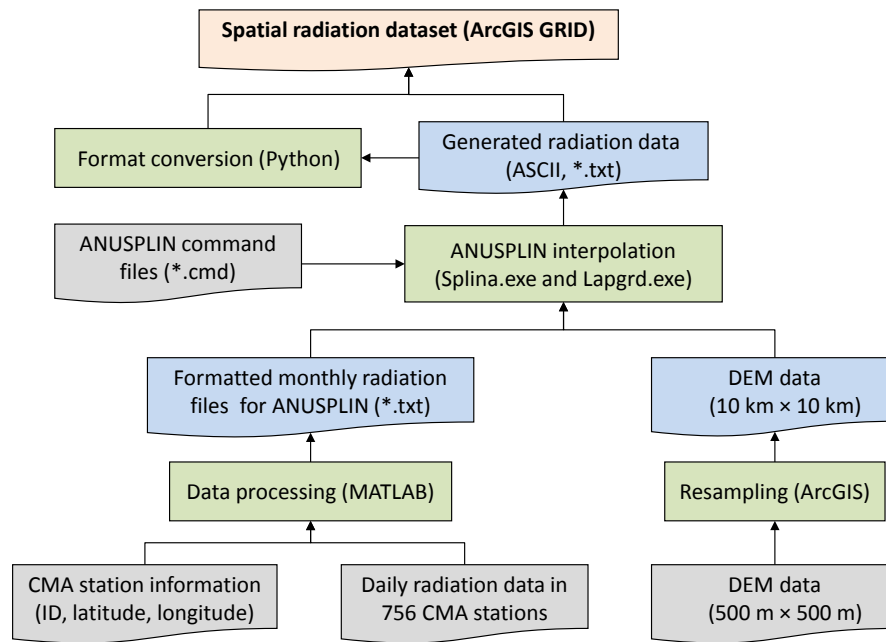 Spatial radiation dataset (ArcGIS GRID)
Format conversion (Python)
Generated radiation data
(ASCII, *.txt)
ANUSPLIN command
files (*.cmd)
ANUSPLIN interpolation
(Splina.exe and Lapgrd.exe)
Formatted monthly radiation
files for ANUSPLIN (*.txt)
DEM data
(10 km × 10 km)
Data processing (MATLAB)
Resampling (ArcGIS)
CMA station information
(ID, latitude, longitude)
Daily radiation data in
756 CMA stations
DEM data
(500 m × 500 m)